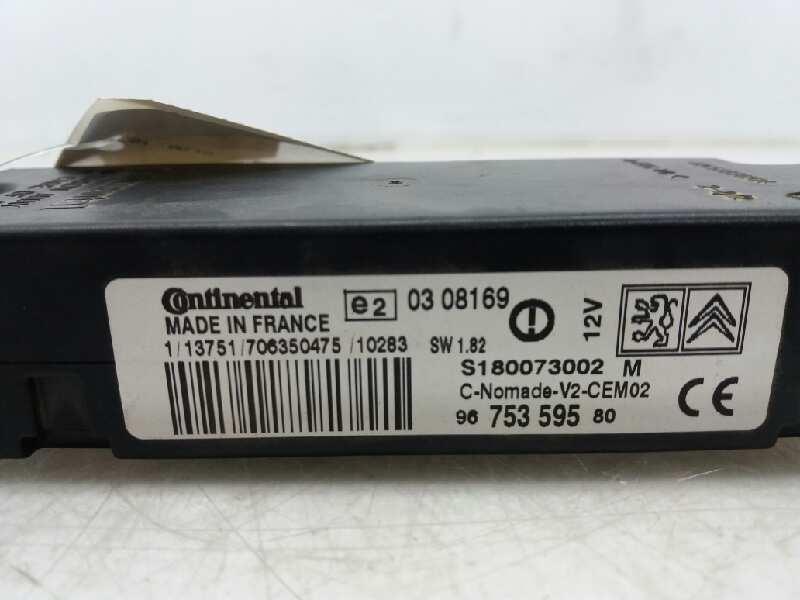 Continental
e2 03 08169
MADE IN FRANCE
12V
1/13751/706350475/10283 SW 1.82
S180073002 M
C-Nomade-V2-CEM02
96 753 595 80
CE